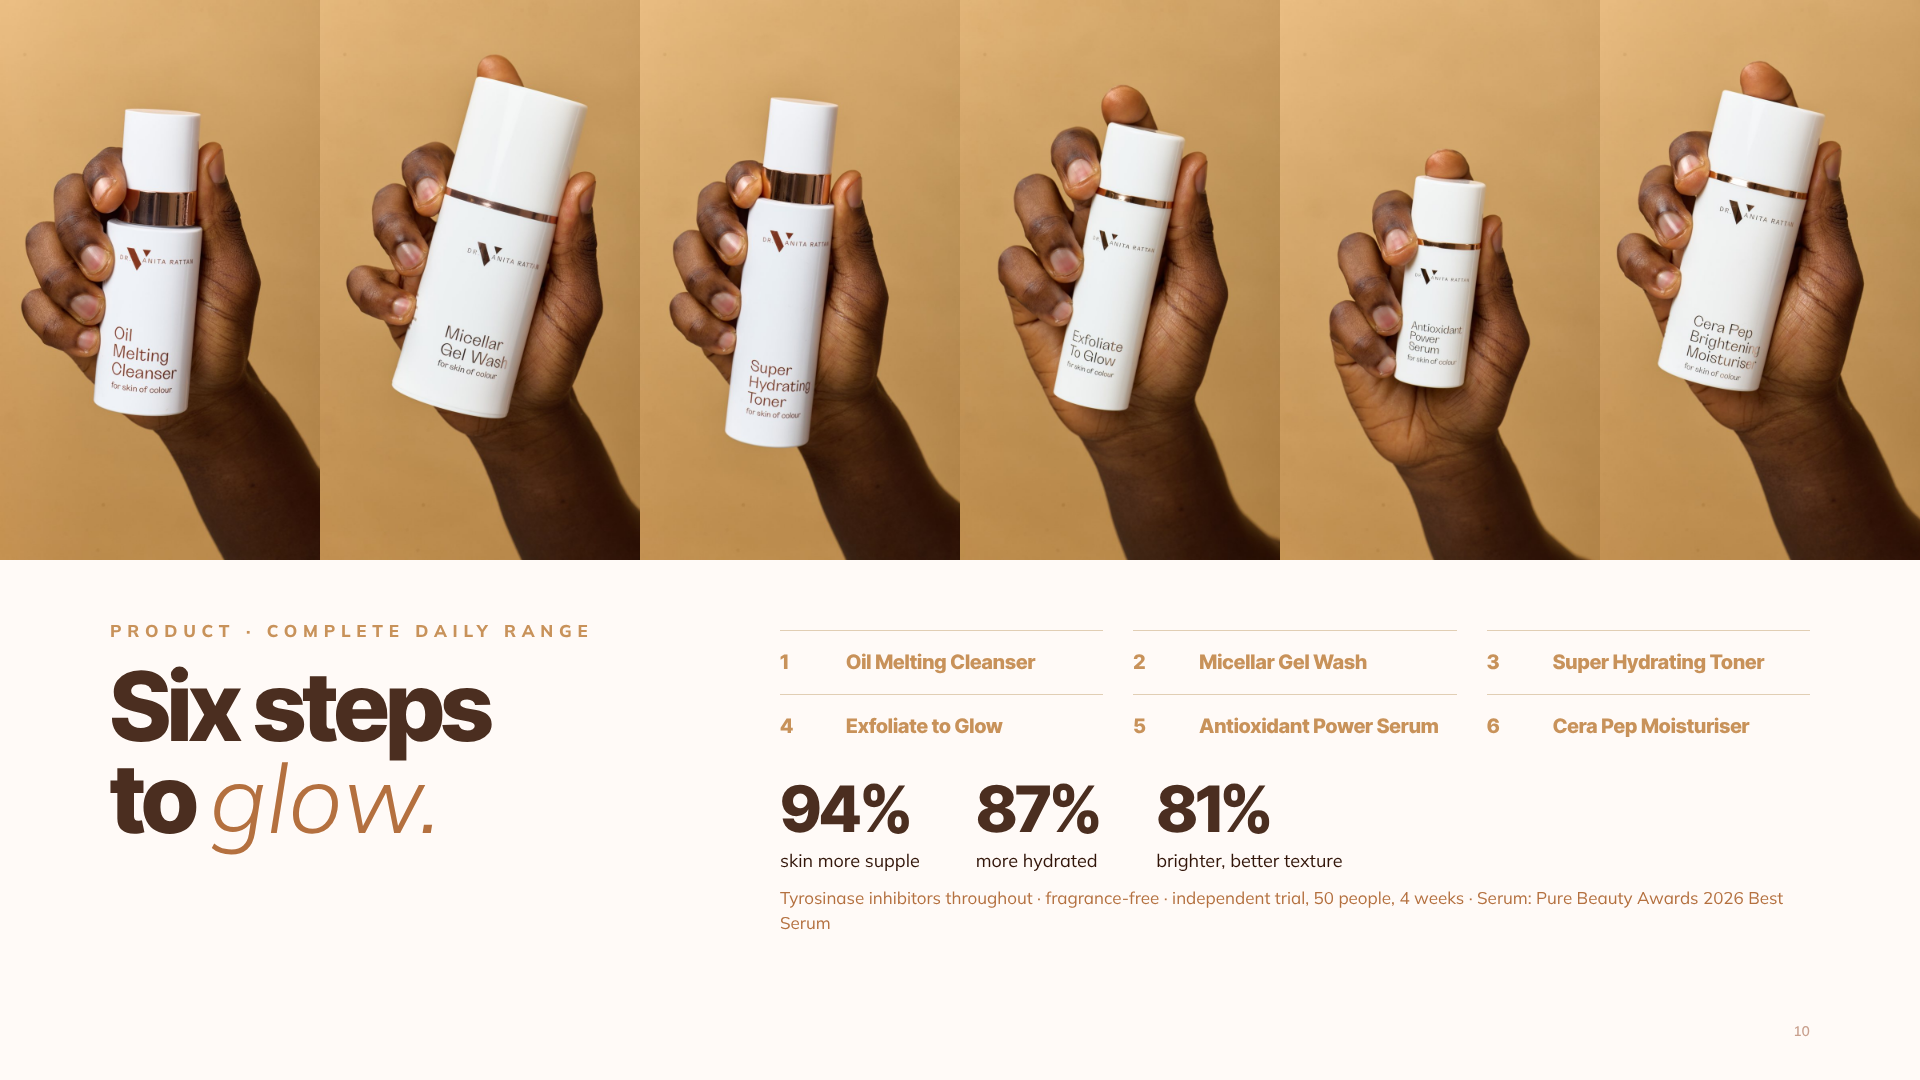 DR VANITA RATTAN
Oil
Melting
Cleanser
for skin of colour
DR VANITA RATTAN
Micellar
Gel Wash
for skin of colour
DR VANITA RATTAN
Super
Hydrating
Toner
for skin of colour
DR VANITA RATTAN
Exfoliate
To Glow
for skin of colour
DR VANITA RATTAN
Antioxidant
Power
Serum
for skin of colour
DR VANITA RATTAN
Cera Pep
Brightening
Moisturiser
for skin of colour
PRODUCT · COMPLETE DAILY RANGE
Six steps
to glow.
1 Oil Melting Cleanser
2 Micellar Gel Wash
3 Super Hydrating Toner
4 Exfoliate to Glow
5 Antioxidant Power Serum
6 Cera Pep Moisturiser
94%
skin more supple
87%
more hydrated
81%
brighter, better texture
Tyrosinase inhibitors throughout · fragrance-free · independent trial, 50 people, 4 weeks · Serum: Pure Beauty Awards 2026 Best
Serum
10